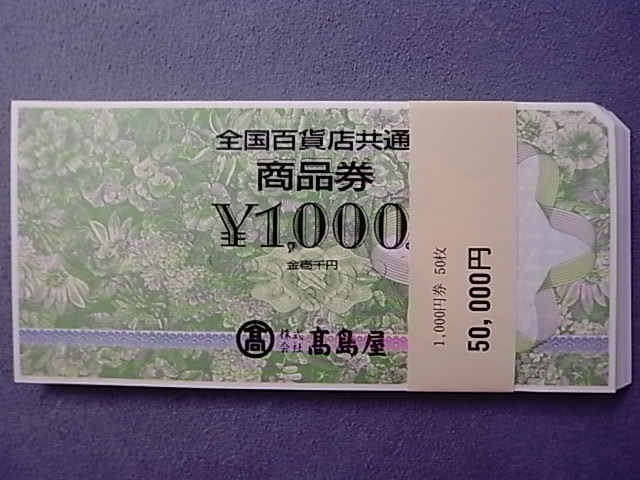 全国百貨店共通
商品券
¥1,000.
金壱千円
髙 株式会社 髙島屋
1,000円券 50枚
50,000円